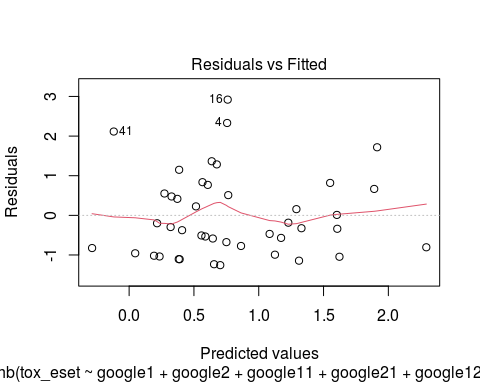 Residuals vs Fitted
3
2
1
0
-1
16
4
41
Residuals
0.0 0.5 1.0 1.5 2.0
Predicted values
nb(tox_eset ~ google1 + google2 + google11 + google21 + google12